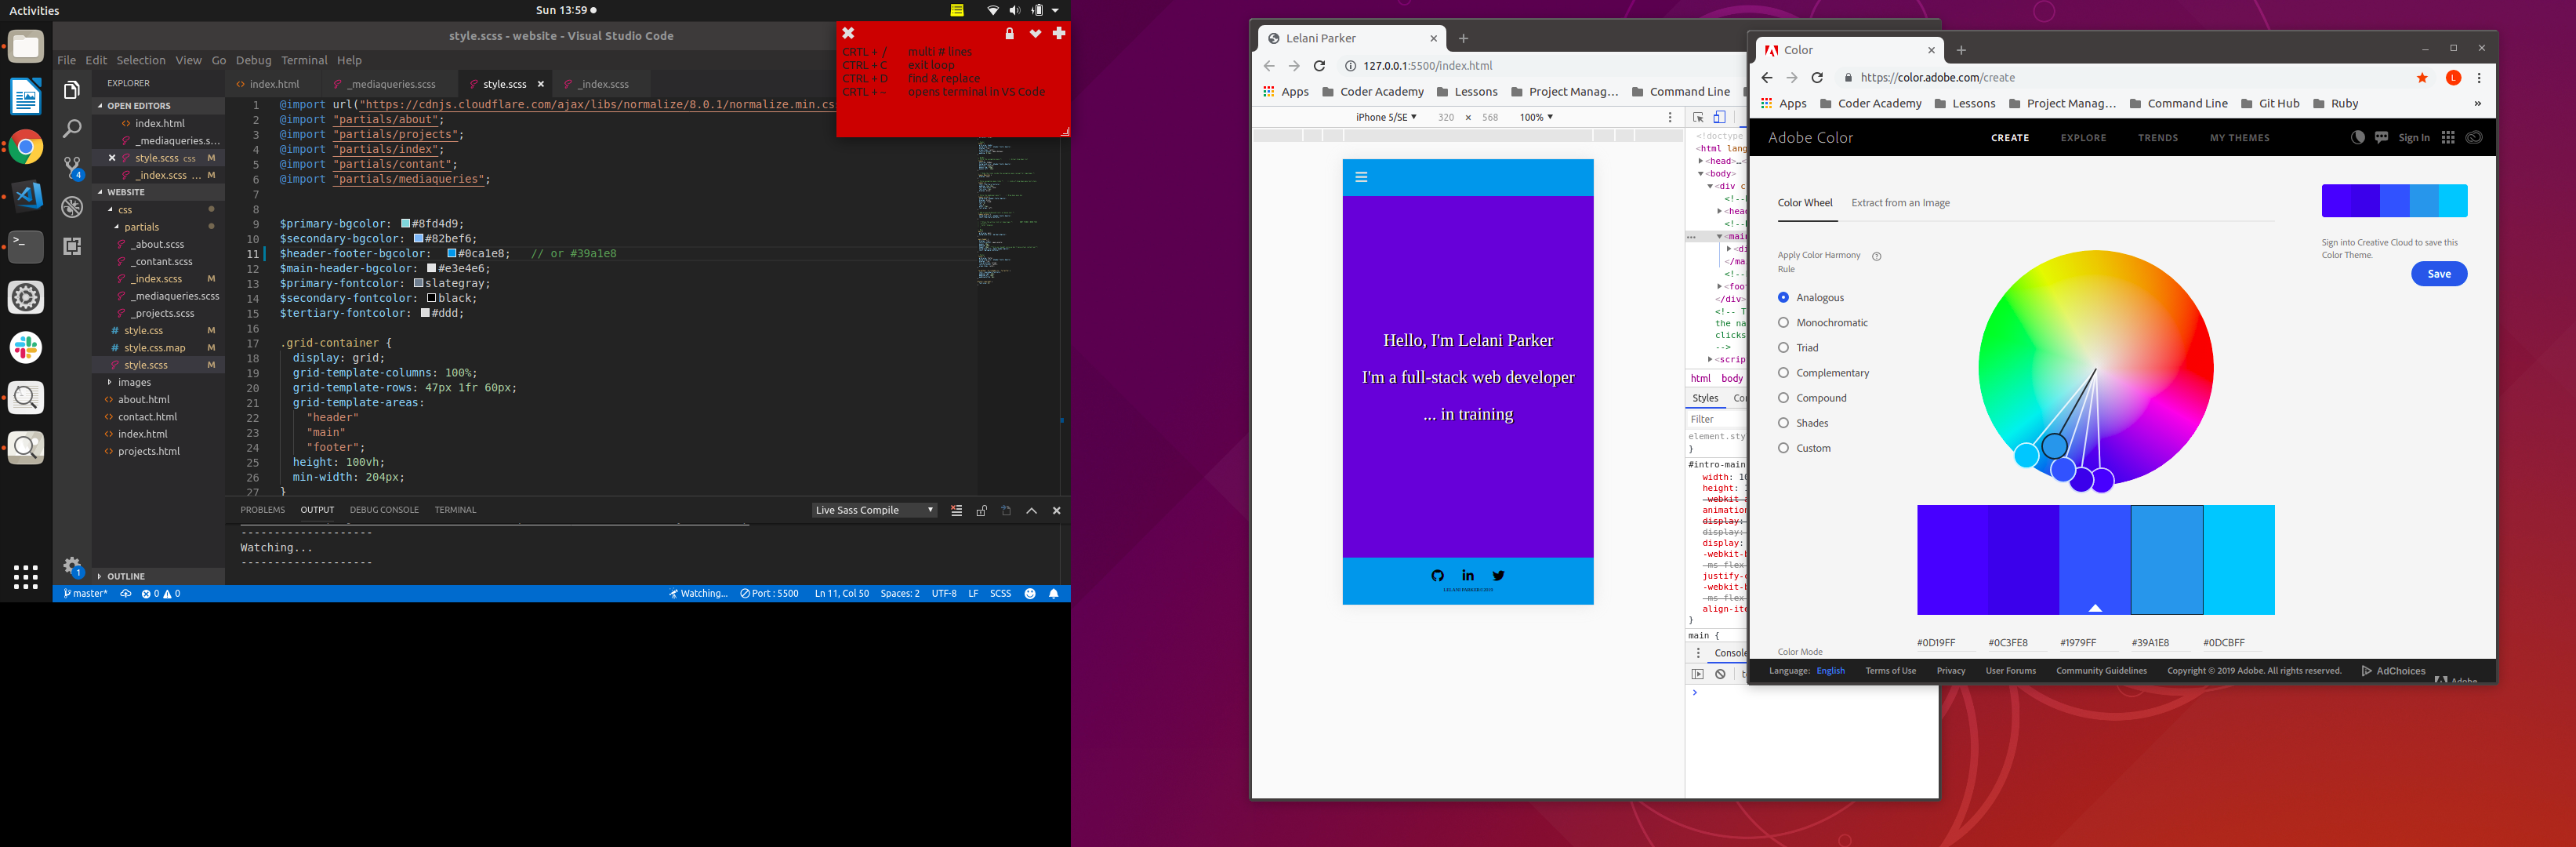 Activities
Sun 13:59
style.scss - website - Visual Studio Code
File Edit Selection View Go Debug Terminal Help
CRTL + / multi # lines
CRTL + C exit loop
CTRL + D find & replace
CRTL + ~ opens terminal in VS Code
EXPLORER
OPEN EDITORS
index.html
_mediaqueries.s...
style.scss css M
_index.scss ... M
WEBSITE
css
partials
_about.scss
_contant.scss
_index.scss M
_mediaqueries.scss
_projects.scss
style.css M
style.css.map M
style.scss M
images
about.html
contact.html
index.html
projects.html
OUTLINE
4
1
index.html _mediaqueries.scss style.scss _index.scss
1 @import url("https://cdnjs.cloudflare.com/ajax/libs/normalize/8.0.1/normalize.min.cs
2 @import "partials/about";
3 @import "partials/projects";
4 @import "partials/index";
5 @import "partials/contant";
6 @import "partials/mediaqueries";
7
8
9 $primary-bgcolor: #8fd4d9;
10 $secondary-bgcolor: #82bef6;
11 $header-footer-bgcolor: #0ca1e8; // or #39a1e8
12 $main-header-bgcolor: #e3e4e6;
13 $primary-fontcolor: slategray;
14 $secondary-fontcolor: black;
15 $tertiary-fontcolor: #ddd;
16
17 .grid-container {
18 display: grid;
19 grid-template-columns: 100%;
20 grid-template-rows: 47px 1fr 60px;
21 grid-template-areas:
22 "header"
23 "main"
24 "footer";
25 height: 100vh;
26 min-width: 204px;
27 }
PROBLEMS OUTPUT DEBUG CONSOLE TERMINAL
Live Sass Compile
--------------------
Watching...
--------------------
master* 0 0
Watching... Port : 5500 Ln 11, Col 50 Spaces: 2 UTF-8 LF SCSS
Lelani Parker
127.0.0.1:5500/index.html
Apps Coder Academy Lessons Project Manag... Command Line
iPhone 5/SE 320 × 568 100%
Hello, I'm Lelani Parker
I'm a full-stack web developer
... in training
LELANI PARKER© 2019
<!doctype
<html lang
<head>…<
<body>
<div c
<!--
<head
<!--
<mai
<di
</ma
<!--
<foo
</div>
<!-- T
the na
clicks
-->
<scrip
html body
Styles Co
Filter
element.sty
}
#intro-main
width: 10
height:
-webkit-a
animation
display:
display:
display:
-webkit-b
-ms-flex
justify-c
-webkit-b
-ms-flex
align-ite
}
main {
Console
Color
https://color.adobe.com/create
L
Apps Coder Academy Lessons Project Manag... Command Line Git Hub Ruby »
Adobe Color
CREATE EXPLORE TRENDS MY THEMES
Sign In
Color Wheel Extract from an Image
Apply Color Harmony
Rule
Analogous
Monochromatic
Triad
Complementary
Compound
Shades
Custom
Color Mode
Sign into Creative Cloud to save this
Color Theme.
Save
#0D19FF #0C3FE8 #1979FF #39A1E8 #0DCBFF
Language: English Terms of Use Privacy User Forums Community Guidelines Copyright © 2019 Adobe. All rights reserved. AdChoices
Adobe